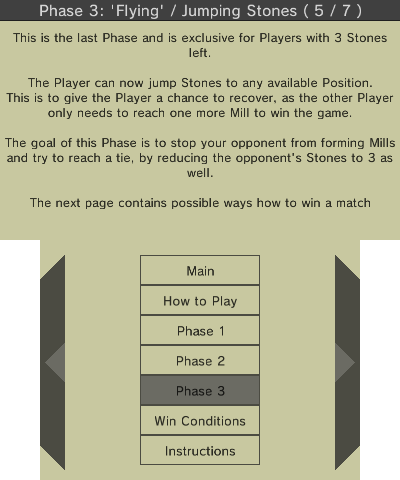 Phase 3: 'Flying' / Jumping Stones ( 5 / 7 )
This is the last Phase and is exclusive for Players with 3 Stones
left.
The Player can now jump Stones to any available Position.
This is to give the Player a chance to recover, as the other Player
only needs to reach one more Mill to win the game.
The goal of this Phase is to stop your opponent from forming Mills
and try to reach a tie, by reducing the opponent's Stones to 3 as
well.
The next page contains possible ways how to win a match
Main
How to Play
Phase 1
Phase 2
Phase 3
Win Conditions
Instructions